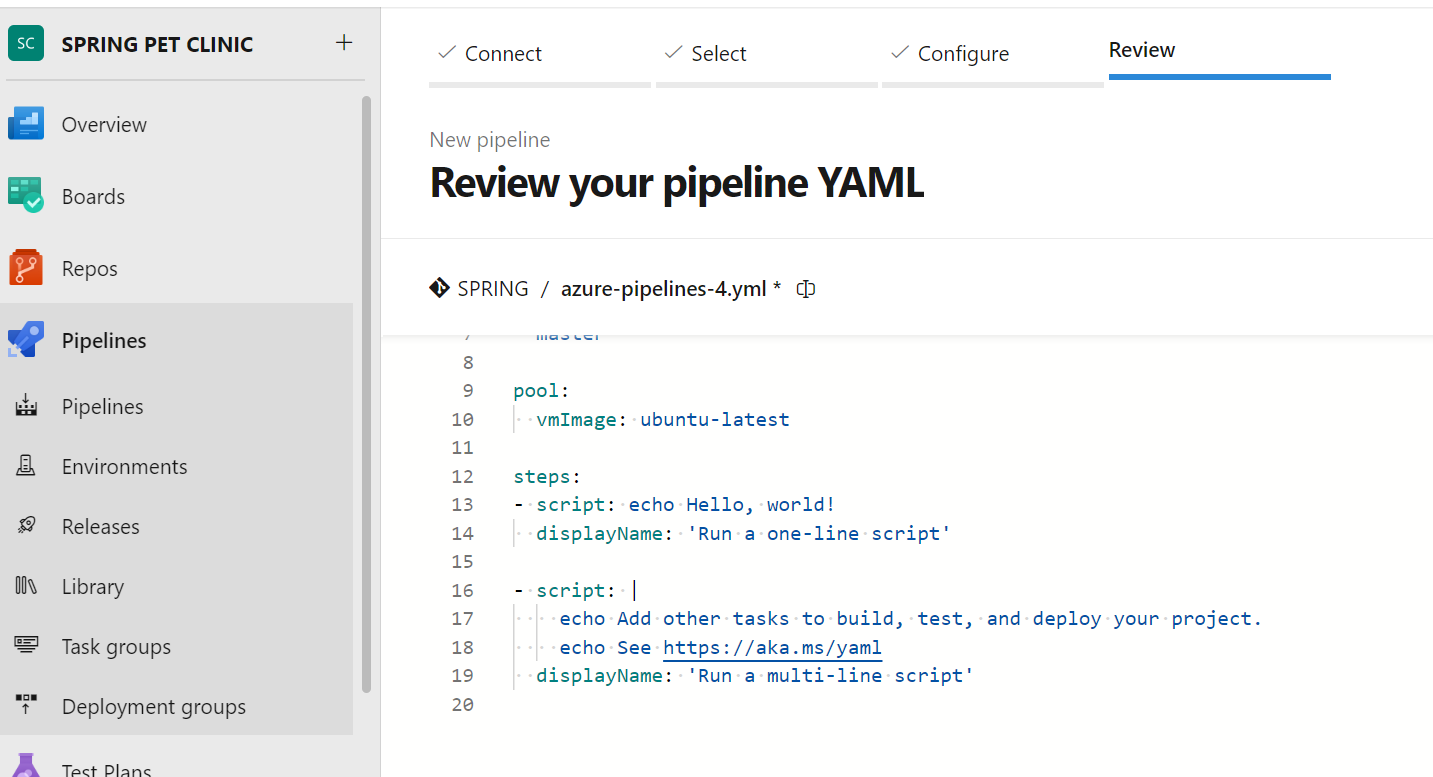 SC SPRING PET CLINIC +
Overview
Boards
Repos
Pipelines
Pipelines
Environments
Releases
Library
Task groups
Deployment groups
Test Plans
Connect Select Configure Review
New pipeline
Review your pipeline YAML
SPRING / azure-pipelines-4.yml *
7 master
8
9 pool:
10 vmImage: ubuntu-latest
11
12 steps:
13 - script: echo Hello, world!
14 displayName: 'Run a one-line script'
15
16 - script: |
17 echo Add other tasks to build, test, and deploy your project.
18 echo See https://aka.ms/yaml
19 displayName: 'Run a multi-line script'
20